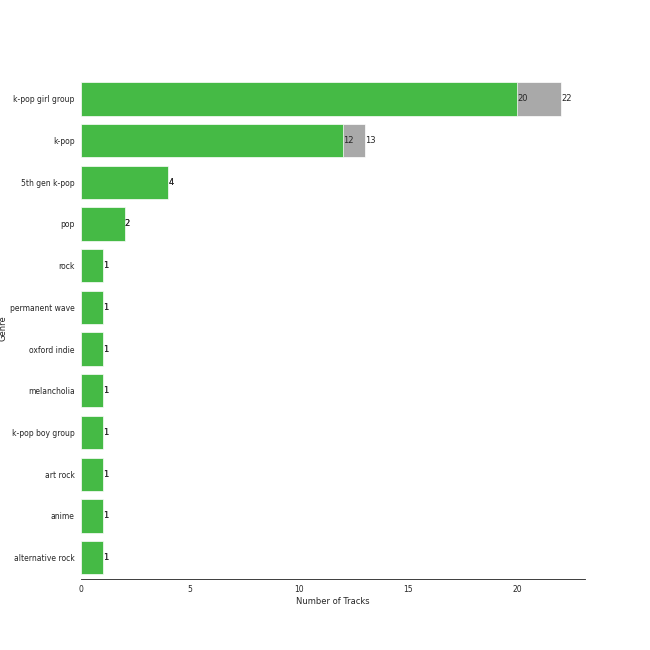 k-pop girl group 20 22
k-pop 12 13
5th gen k-pop 4
pop 2
rock 1
permanent wave 1
oxford indie 1
melancholia 1
k-pop boy group 1
art rock 1
anime 1
alternative rock 1
0 5 10 15 20
Number of Tracks
Genre